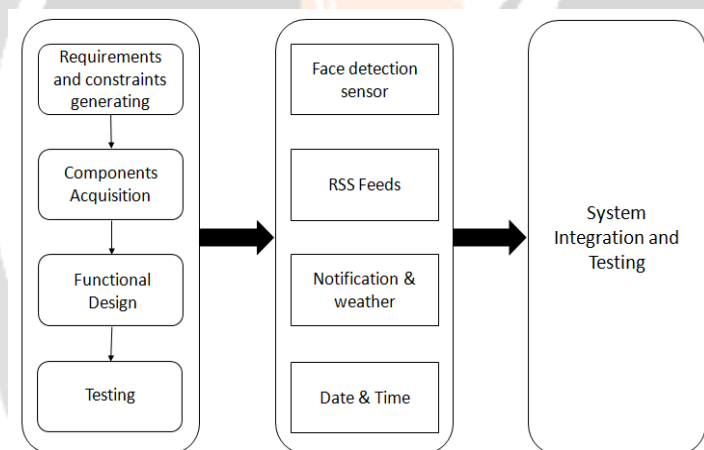 Requirements
and constraints
generating
Components
Acquisition
Functional
Design
Testing
Face detection
sensor
RSS Feeds
Notification &
weather
Date & Time
System
Integration and
Testing